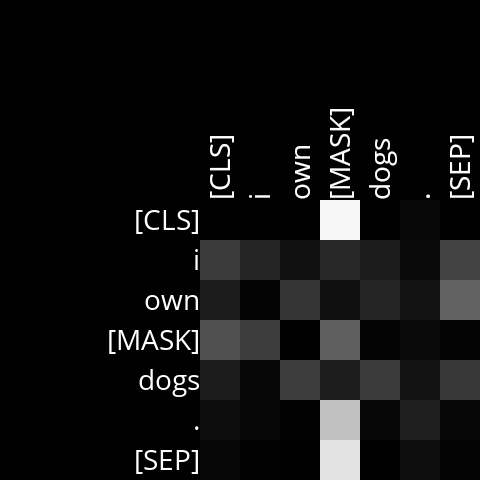 [CLS] i own [MASK] dogs . [SEP]
[CLS]
i
own
[MASK]
dogs
.
[SEP]